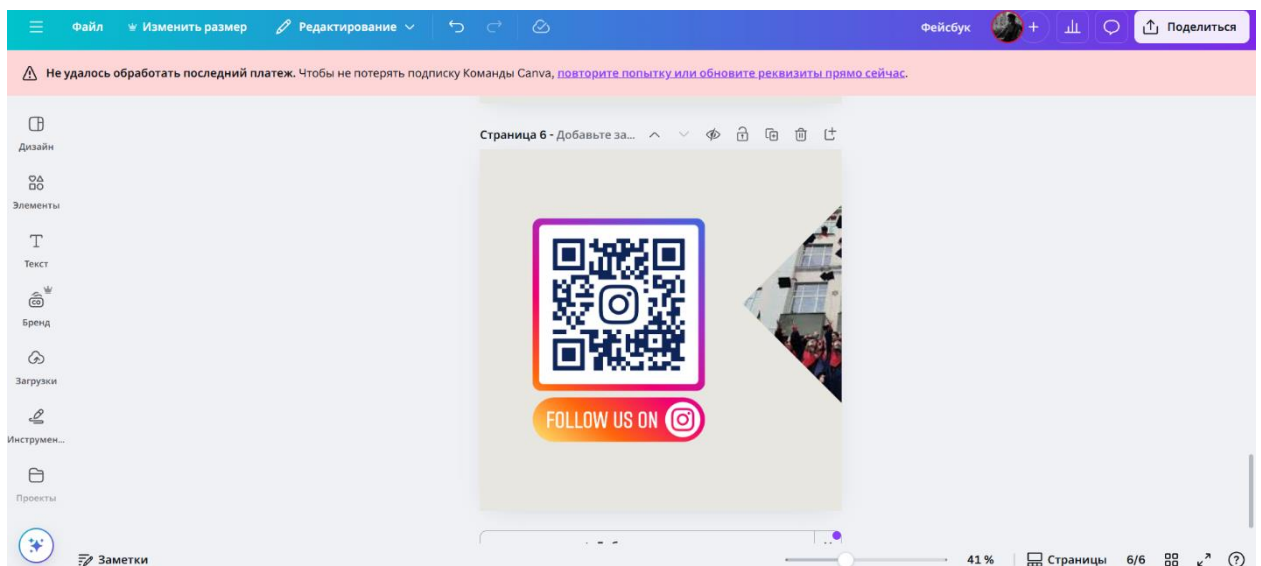 Файл
Изменить размер
Редактирование
Фейсбук
Поделиться
Не удалось обработать последний платеж. Чтобы не потерять подписку Команды Canva, повторите попытку или обновите реквизиты прямо сейчас.
Дизайн
Элементы
Текст
Бренд
Загрузки
Инструмен...
Проекты
Страница 6 - Добавьте за...
FOLLOW US ON
Заметки
41 %
Страницы
6/6